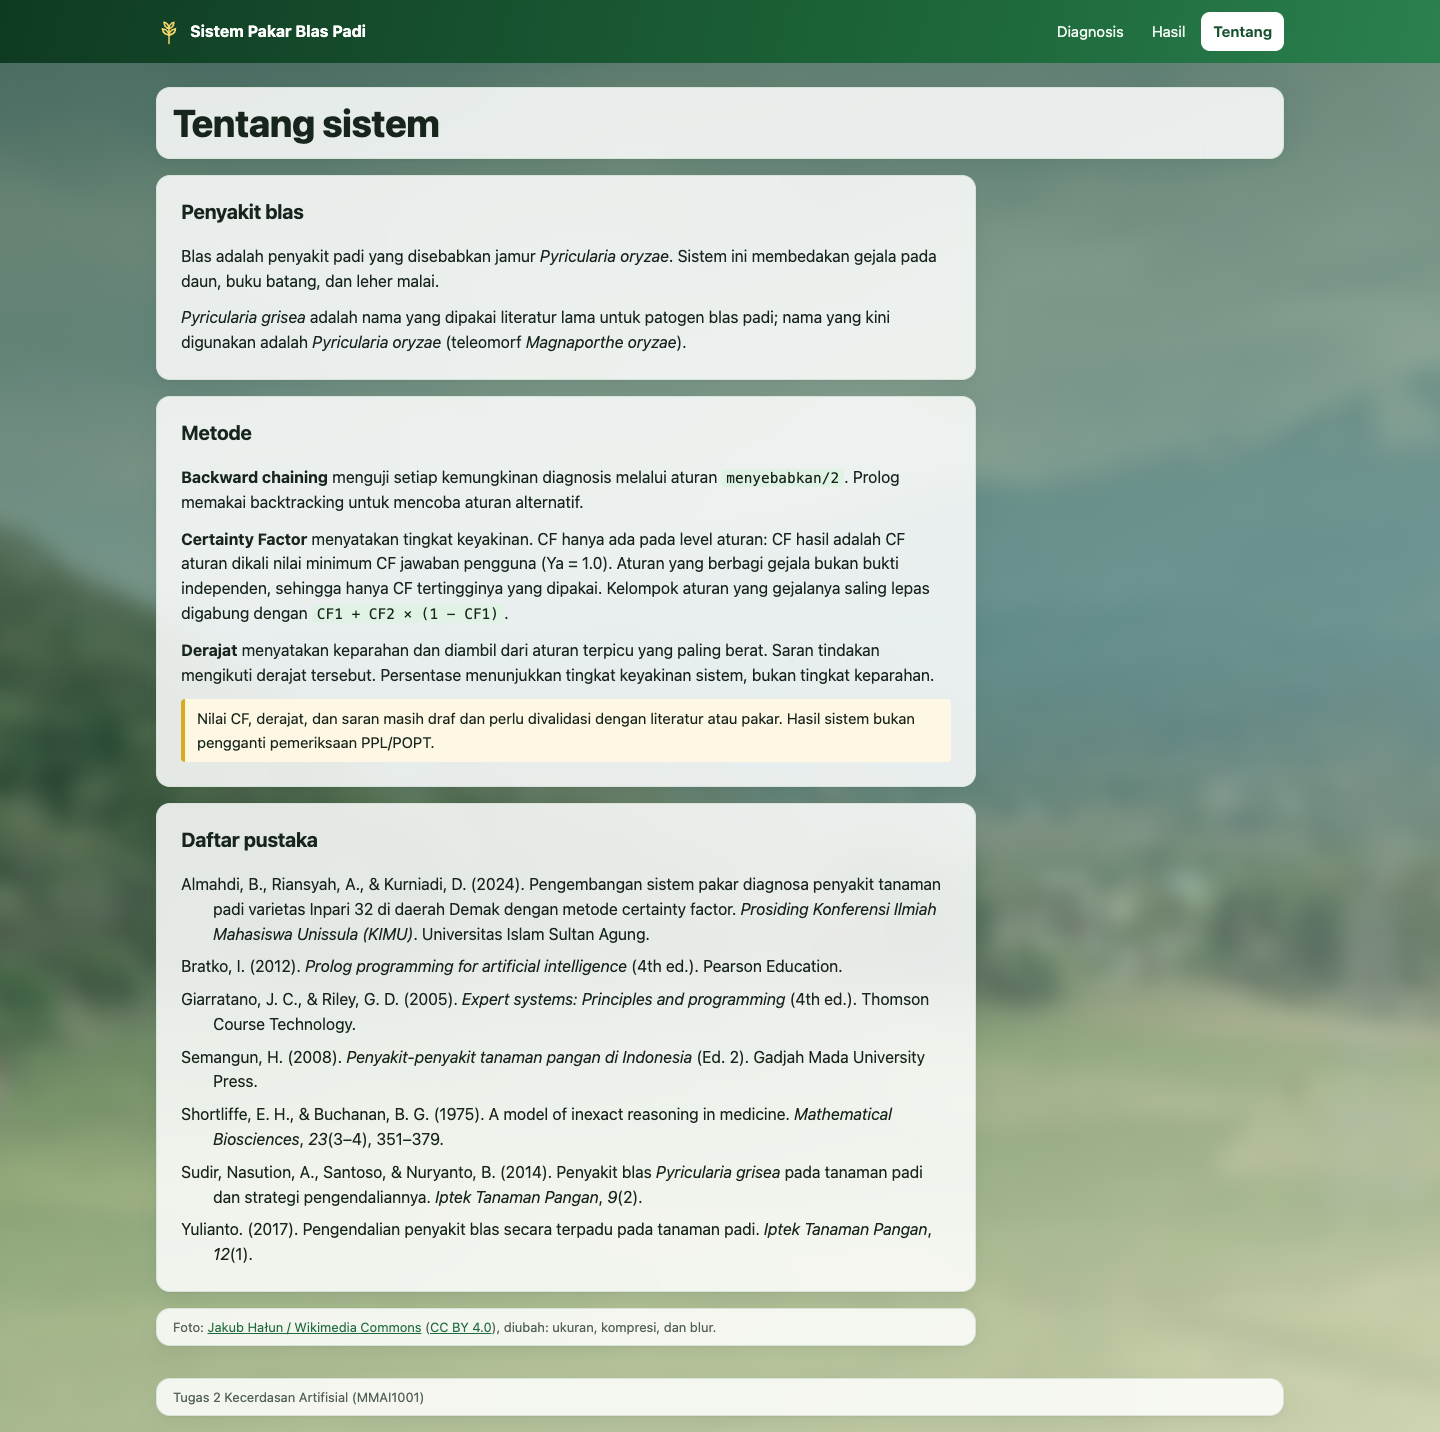 Sistem Pakar Blas Padi
Diagnosis
Hasil
Tentang
Tentang sistem
Penyakit blas
Blas adalah penyakit padi yang disebabkan jamur Pyricularia oryzae. Sistem ini membedakan gejala pada
daun, buku batang, dan leher malai.
Pyricularia grisea adalah nama yang dipakai literatur lama untuk patogen blas padi; nama yang kini
digunakan adalah Pyricularia oryzae (teleomorf Magnaporthe oryzae).
Metode
Backward chaining menguji setiap kemungkinan diagnosis melalui aturan menyebabkan/2. Prolog
memakai backtracking untuk mencoba aturan alternatif.
Certainty Factor menyatakan tingkat keyakinan. CF hanya ada pada level aturan: CF hasil adalah CF
aturan dikali nilai minimum CF jawaban pengguna (Ya = 1.0). Aturan yang berbagi gejala bukan bukti
independen, sehingga hanya CF tertingginya yang dipakai. Kelompok aturan yang gejalanya saling lepas
digabung dengan CF1 + CF2 × (1 − CF1).
Derajat menyatakan keparahan dan diambil dari aturan terpicu yang paling berat. Saran tindakan
mengikuti derajat tersebut. Persentase menunjukkan tingkat keyakinan sistem, bukan tingkat keparahan.
Nilai CF, derajat, dan saran masih draf dan perlu divalidasi dengan literatur atau pakar. Hasil sistem bukan
pengganti pemeriksaan PPL/POPT.
Daftar pustaka
Almahdi, B., Riansyah, A., & Kurniadi, D. (2024). Pengembangan sistem pakar diagnosa penyakit tanaman
padi varietas Inpari 32 di daerah Demak dengan metode certainty factor. Prosiding Konferensi Ilmiah
Mahasiswa Unissula (KIMU). Universitas Islam Sultan Agung.
Bratko, I. (2012). Prolog programming for artificial intelligence (4th ed.). Pearson Education.
Giarratano, J. C., & Riley, G. D. (2005). Expert systems: Principles and programming (4th ed.). Thomson
Course Technology.
Semangun, H. (2008). Penyakit-penyakit tanaman pangan di Indonesia (Ed. 2). Gadjah Mada University
Press.
Shortliffe, E. H., & Buchanan, B. G. (1975). A model of inexact reasoning in medicine. Mathematical
Biosciences, 23(3–4), 351–379.
Sudir, Nasution, A., Santoso, & Nuryanto, B. (2014). Penyakit blas Pyricularia grisea pada tanaman padi
dan strategi pengendaliannya. Iptek Tanaman Pangan, 9(2).
Yulianto. (2017). Pengendalian penyakit blas secara terpadu pada tanaman padi. Iptek Tanaman Pangan,
12(1).
Foto: Jakub Hałun / Wikimedia Commons (CC BY 4.0), diubah: ukuran, kompresi, dan blur.
Tugas 2 Kecerdasan Artifisial (MMAI1001)